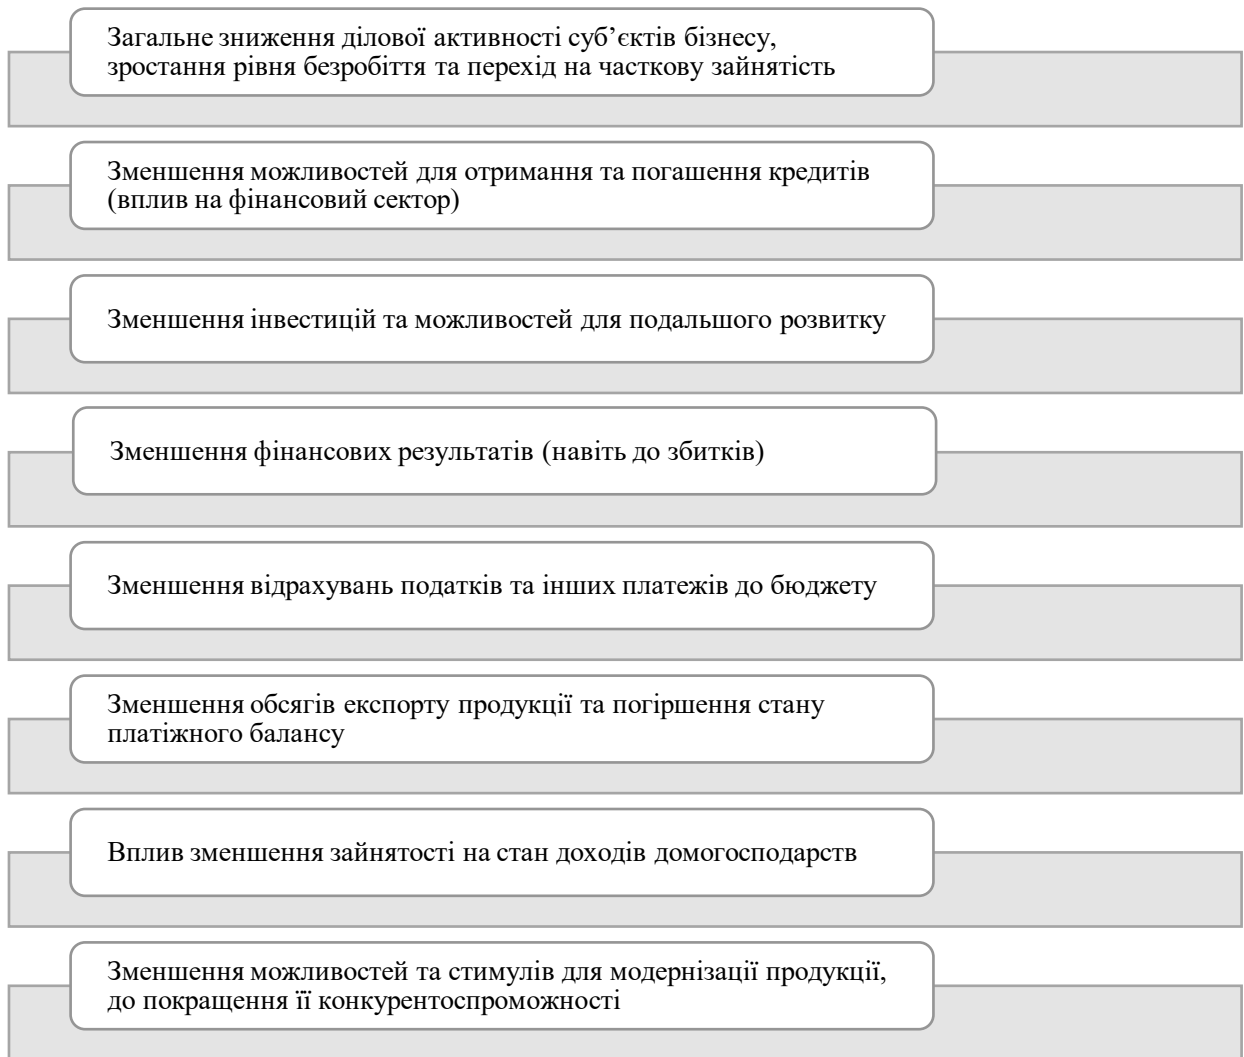 Загальне зниження ділової активності суб’єктів бізнесу,
зростання рівня безробіття та перехід на часткову зайнятість
Зменшення можливостей для отримання та погашення кредитів
(вплив на фінансовий сектор)
Зменшення інвестицій та можливостей для подальшого розвитку
Зменшення фінансових результатів (навіть до збитків)
Зменшення відрахувань податків та інших платежів до бюджету
Зменшення обсягів експорту продукції та погіршення стану
платіжного балансу
Вплив зменшення зайнятості на стан доходів домогосподарств
Зменшення можливостей та стимулів для модернізації продукції,
до покращення її конкурентоспроможності